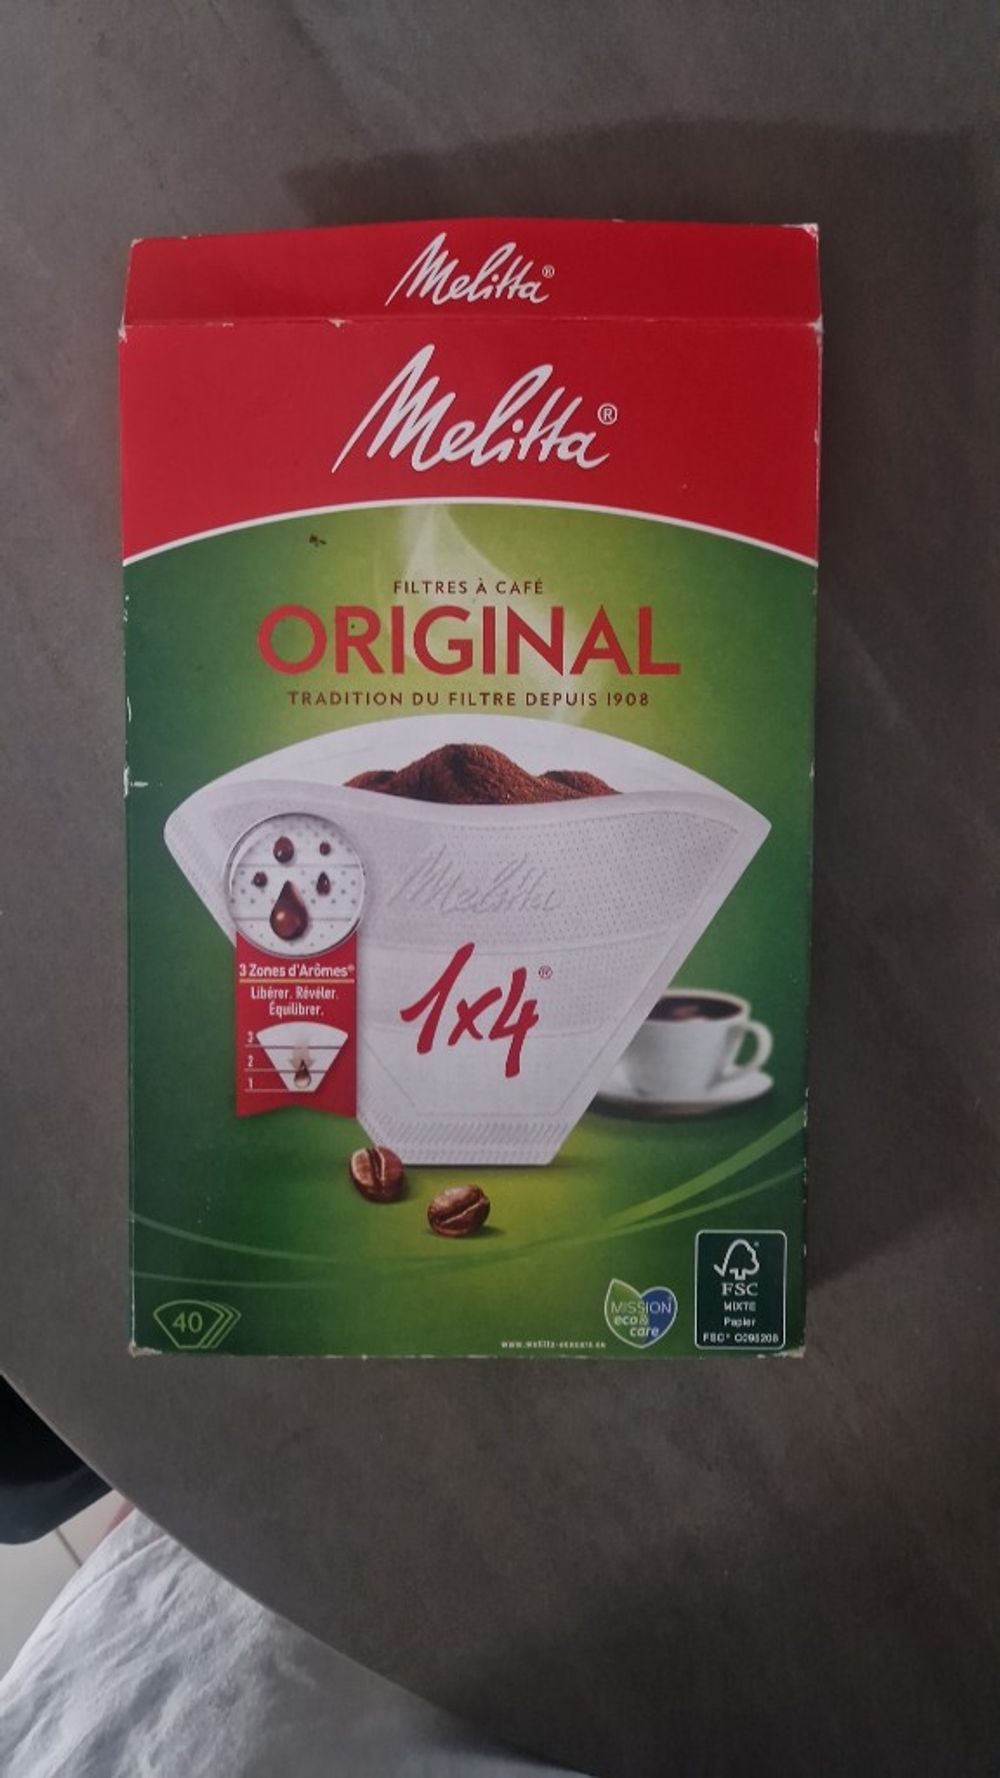 Melitta®
Melitta®
FILTRES À CAFÉ
ORIGINAL
TRADITION DU FILTRE DEPUIS 1908
Melitta
3 Zones d'Arômes®
Libérer. Révéler.
Équilibrer.
3
2
1
1x4®
40
MISSION
eco&
care
FSC
MIXTE
Papier
FSC®